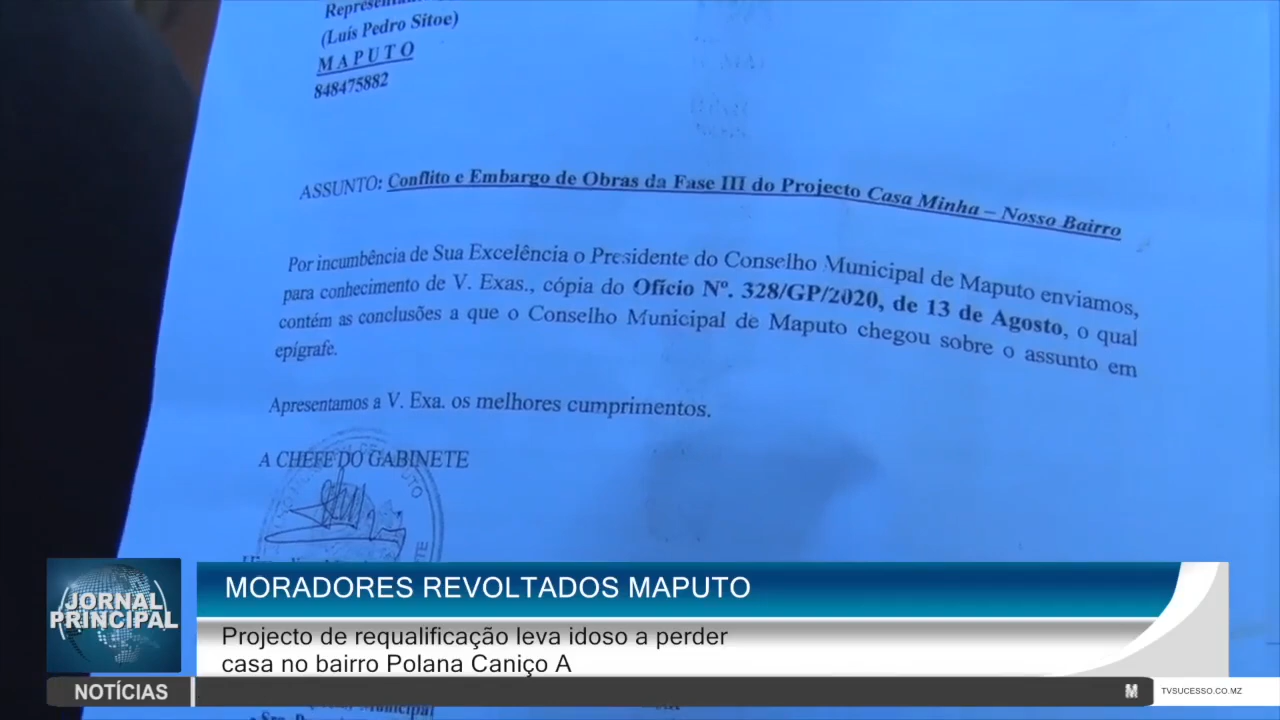 (Luís Pedro Sitoe)
MAPUTO
848475882
ASSUNTO: Conflito e Embargo de Obras da Fase III do Projecto Casa Minha – Nosso Bairro
Por incumbência de Sua Excelência o Presidente do Conselho Municipal de Maputo enviamos,
para conhecimento de V. Exas., cópia do Ofício Nº. 328/GP/2020, de 13 de Agosto, o qual
contém as conclusões a que o Conselho Municipal de Maputo chegou sobre o assunto em
epígrafe.
Apresentamos a V. Exa. os melhores cumprimentos.
A CHEFE DO GABINETE
MORADORES REVOLTADOS MAPUTO
JORNAL
PRINCIPAL
Projecto de requalificação leva idoso a perder
casa no bairro Polana Caniço A
NOTÍCIAS
M
TVSUCESSO.CO.MZ